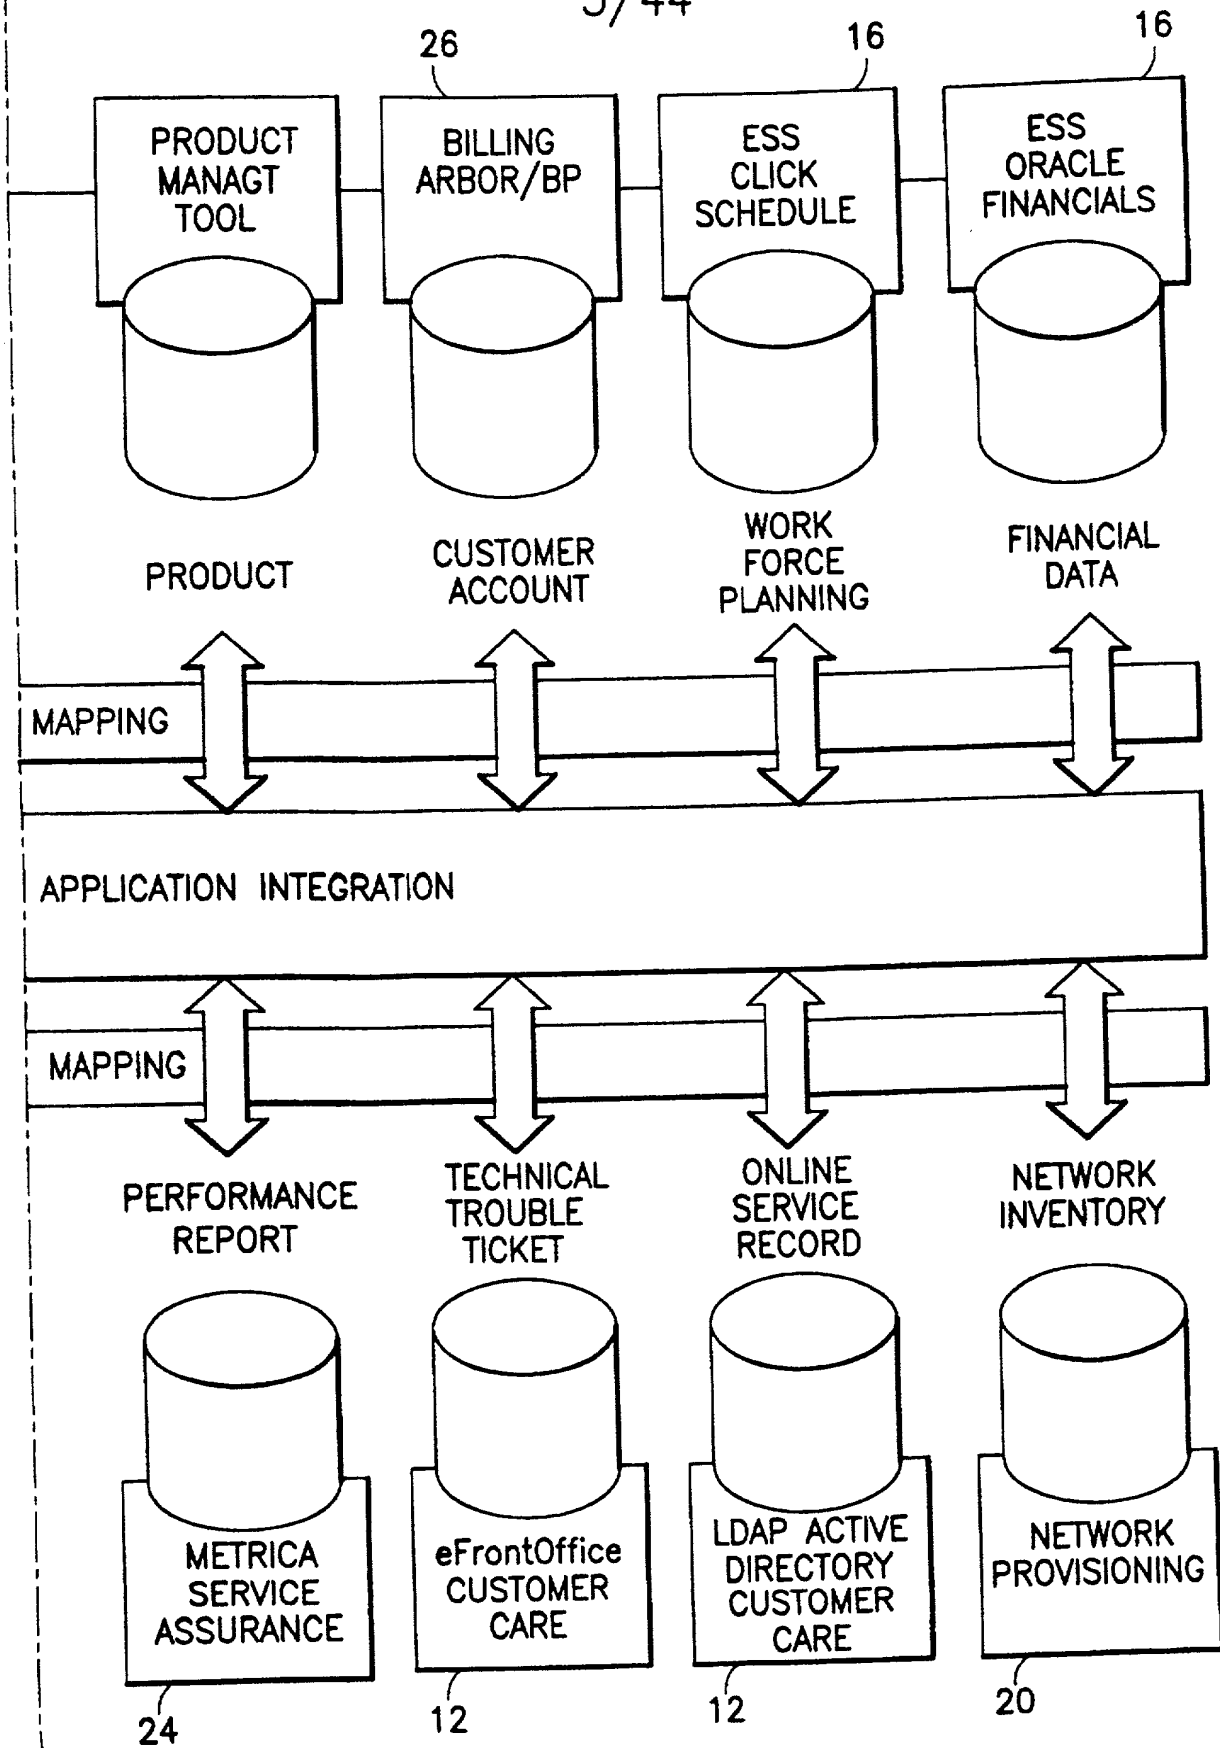 5/44
26
16
16
PRODUCT
MANAGT
TOOL
BILLING
ARBOR/BP
ESS
CLICK
SCHEDULE
ESS
ORACLE
FINANCIALS
PRODUCT
CUSTOMER
ACCOUNT
WORK
FORCE
PLANNING
FINANCIAL
DATA
MAPPING
APPLICATION INTEGRATION
MAPPING
PERFORMANCE
REPORT
TECHNICAL
TROUBLE
TICKET
ONLINE
SERVICE
RECORD
NETWORK
INVENTORY
METRICA
SERVICE
ASSURANCE
eFrontOffice
CUSTOMER
CARE
LDAP ACTIVE
DIRECTORY
CUSTOMER
CARE
NETWORK
PROVISIONING
24
12
12
20